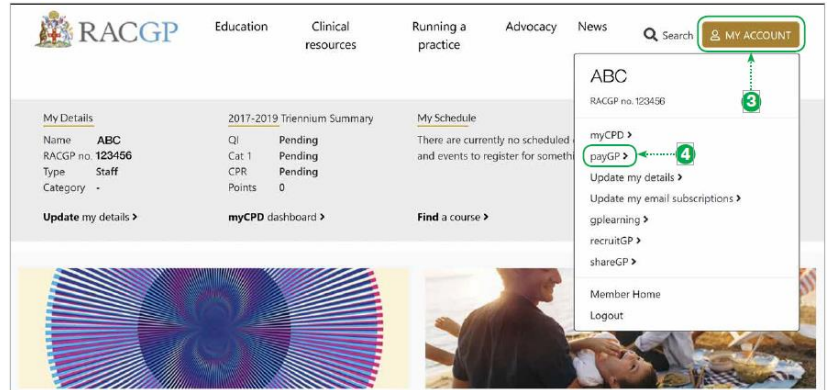 RACGP
Education
Clinical
resources
Running a
practice
Advocacy
News
Search
MY ACCOUNT
ABC
RACGP no. 123456
3
myCPD >
payGP >
4
Update my details >
Update my email subscriptions >
gplearning >
recruitGP >
shareGP >
Member Home
Logout
My Details
Name ABC
RACGP no. 123456
Type Staff
Category -
Update my details >
2017-2019 Triennium Summary
QI Pending
Cat 1 Pending
CPR Pending
Points 0
myCPD dashboard >
My Schedule
There are currently no scheduled
and events to register for
Find a course >